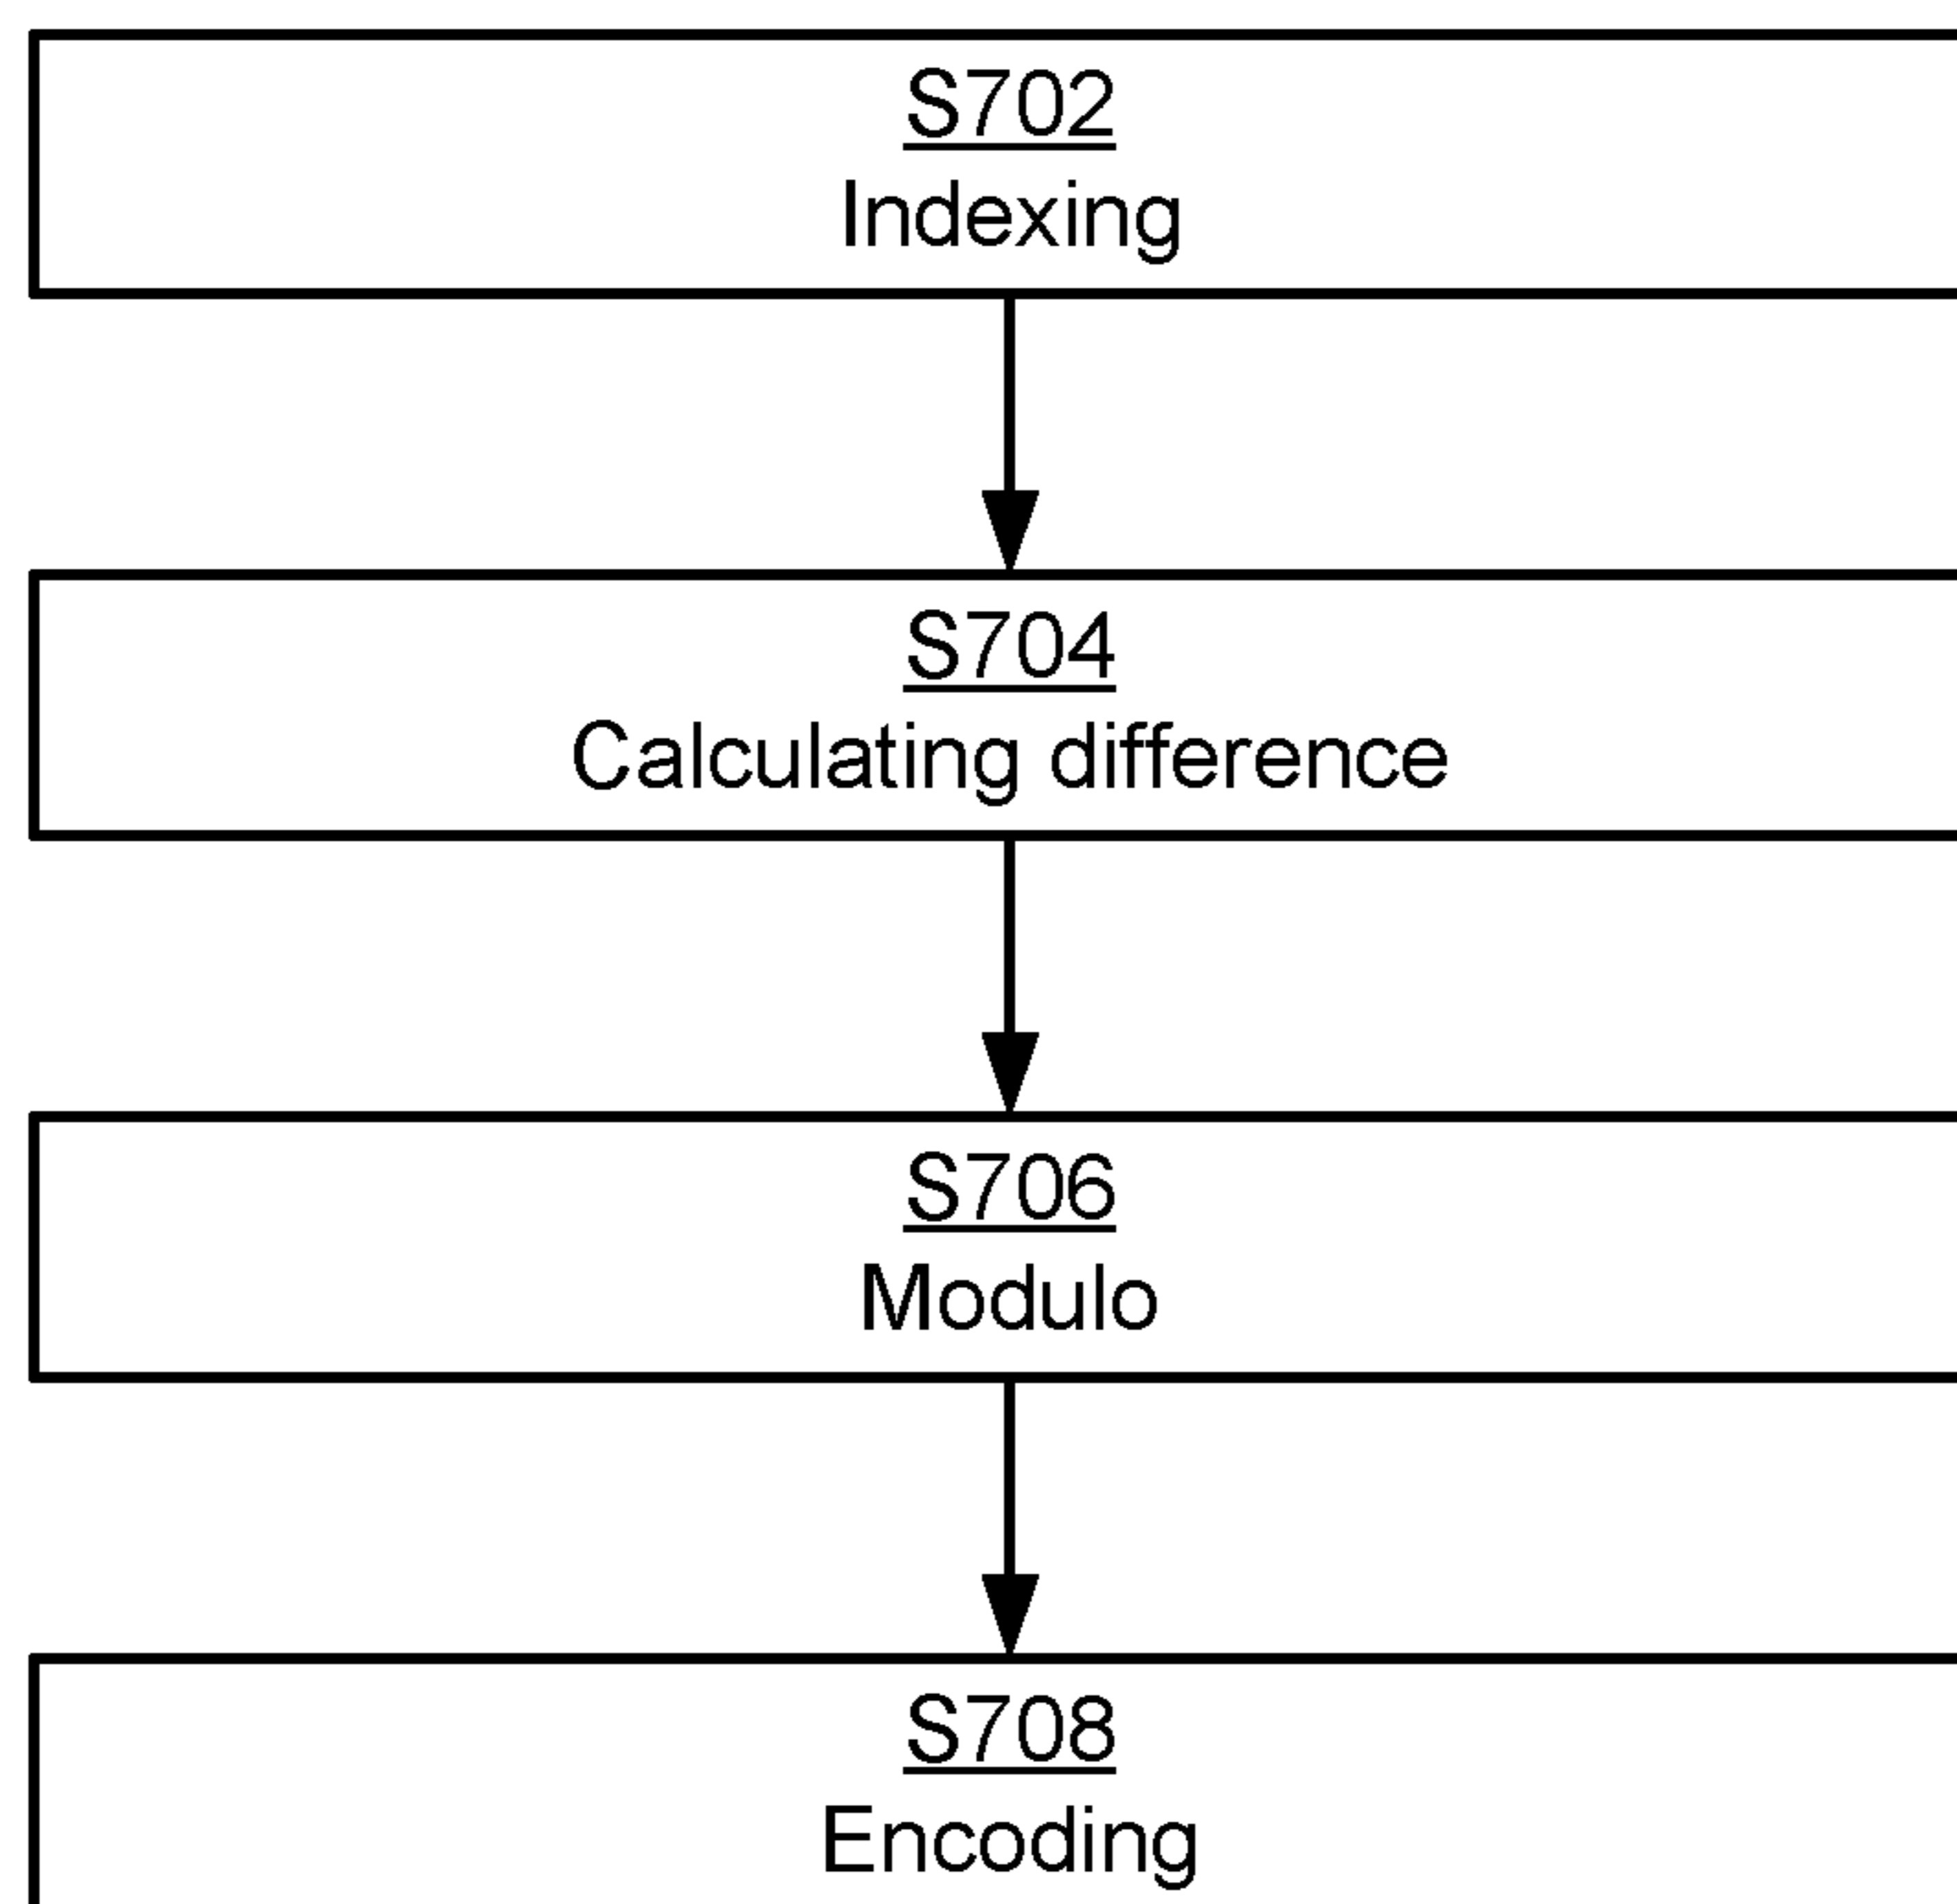 S702
Indexing
S704
Calculating difference
S706
Modulo
S708
Encoding